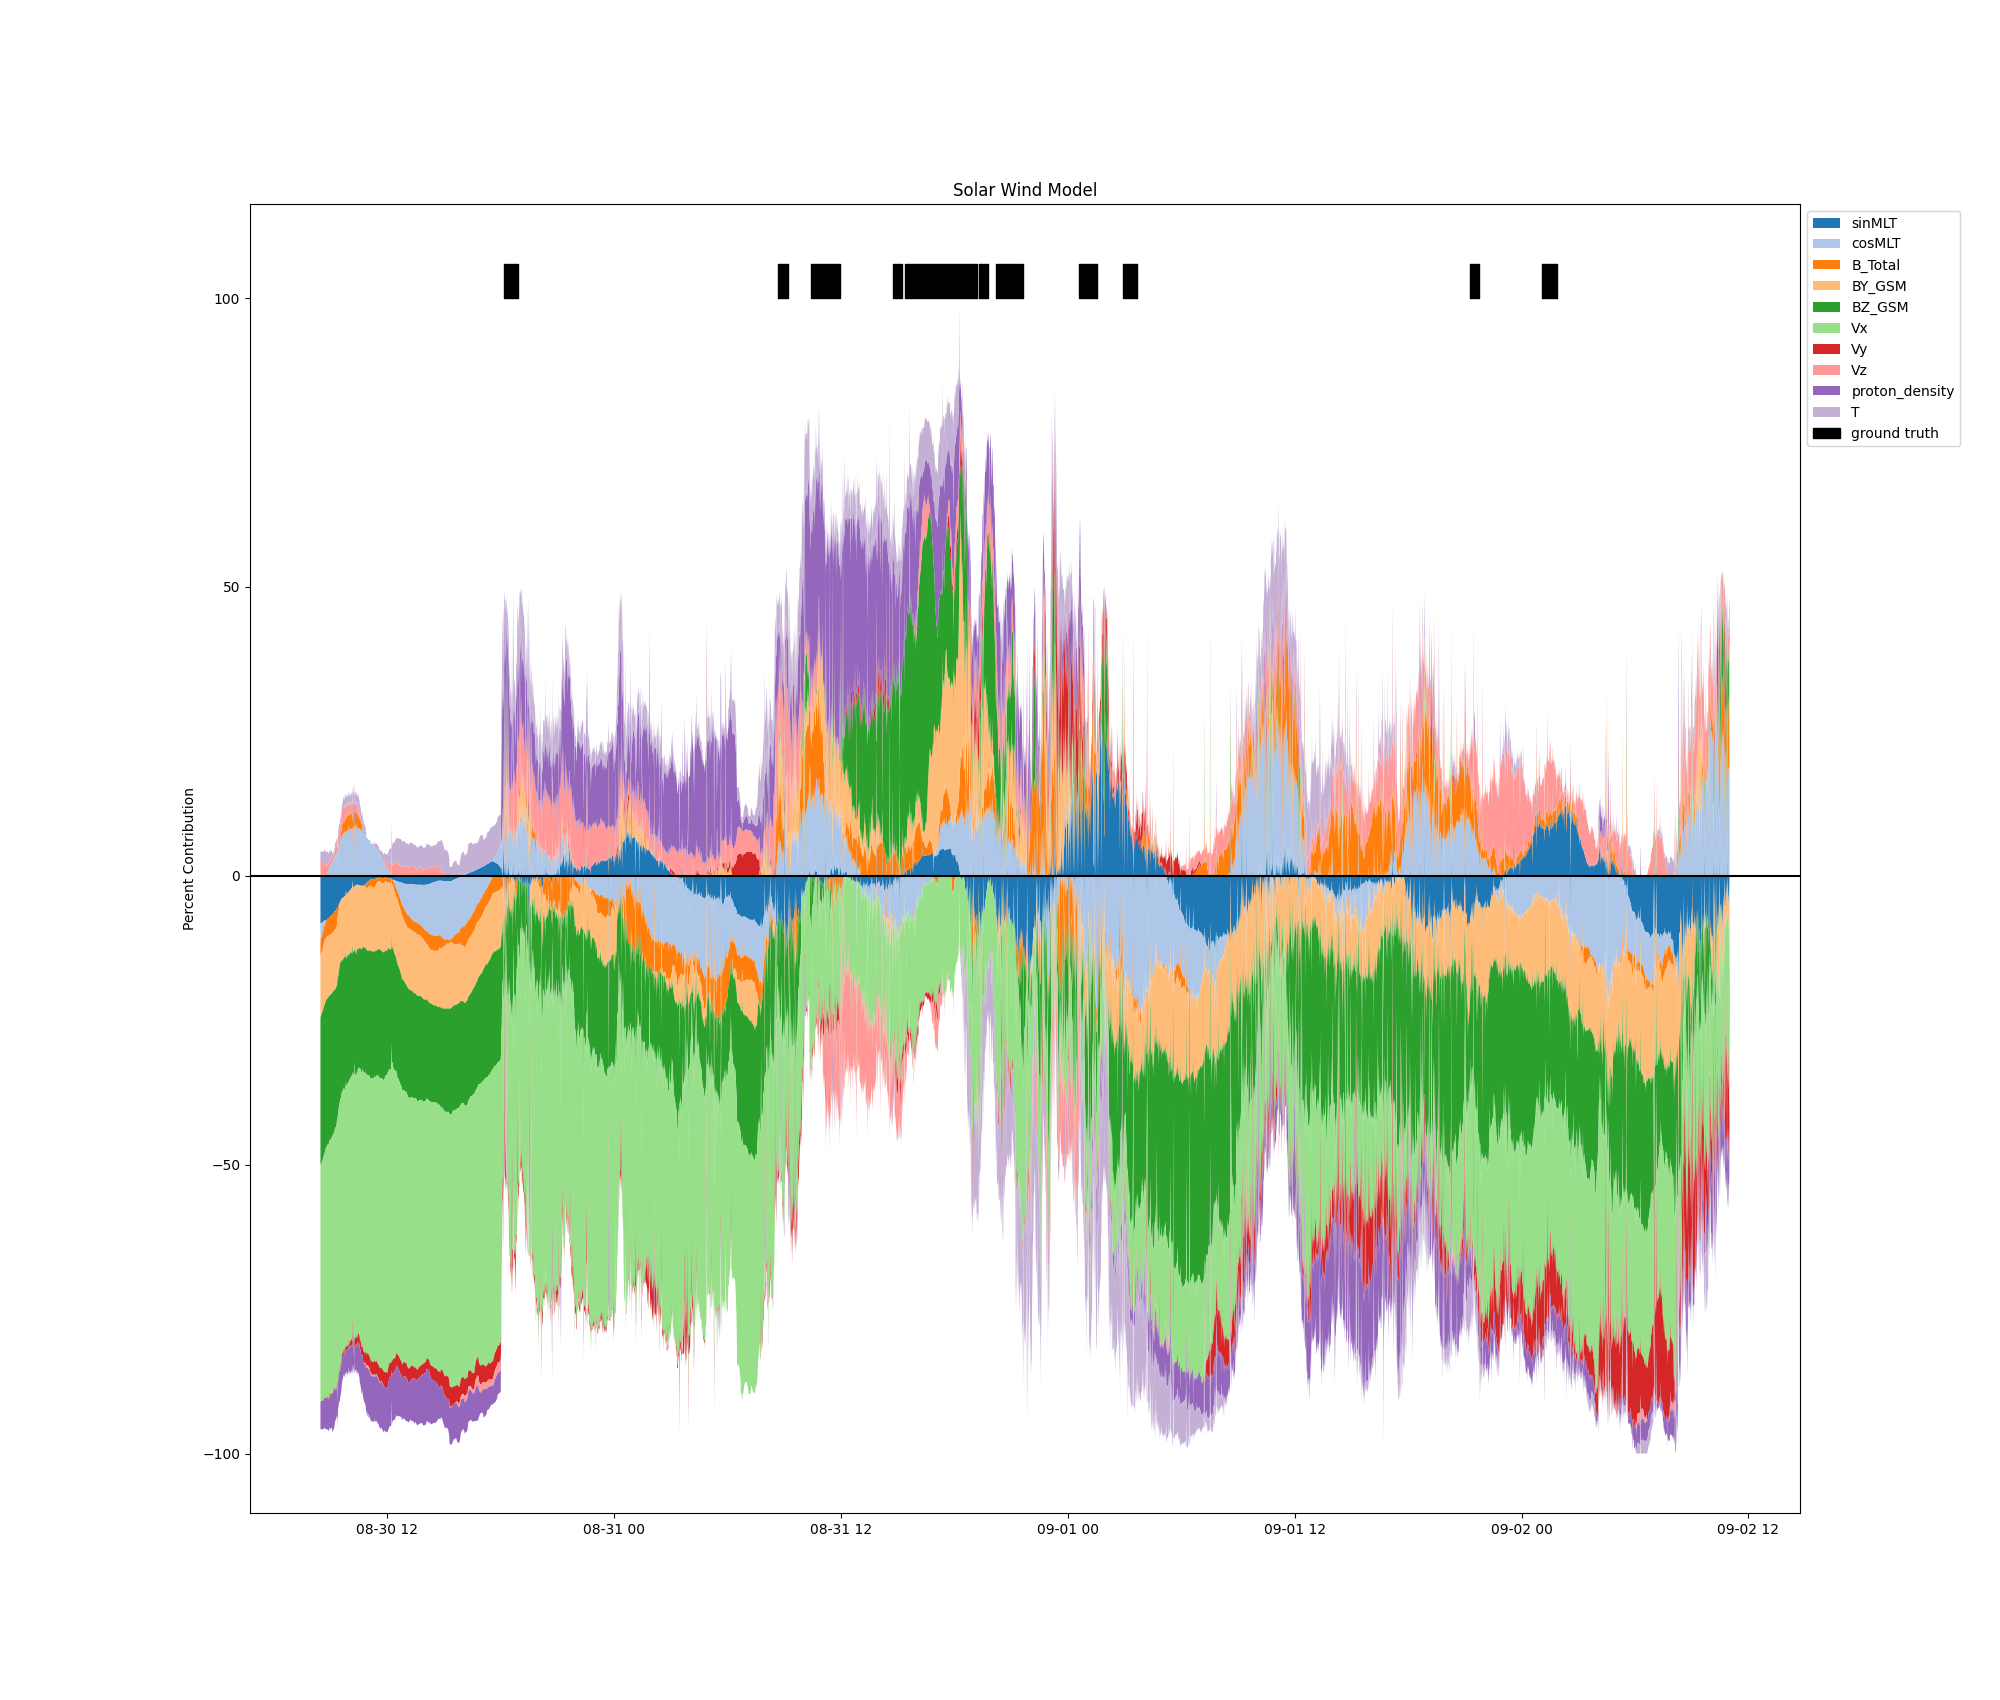 Solar Wind Model
sinMLT
cosMLT
B_Total
BY_GSM
BZ_GSM
Vx
Vy
Vz
proton_density
T
ground truth
Percent Contribution
100
50
0
−50
−100
08-30 12
08-31 00
08-31 12
09-01 00
09-01 12
09-02 00
09-02 12